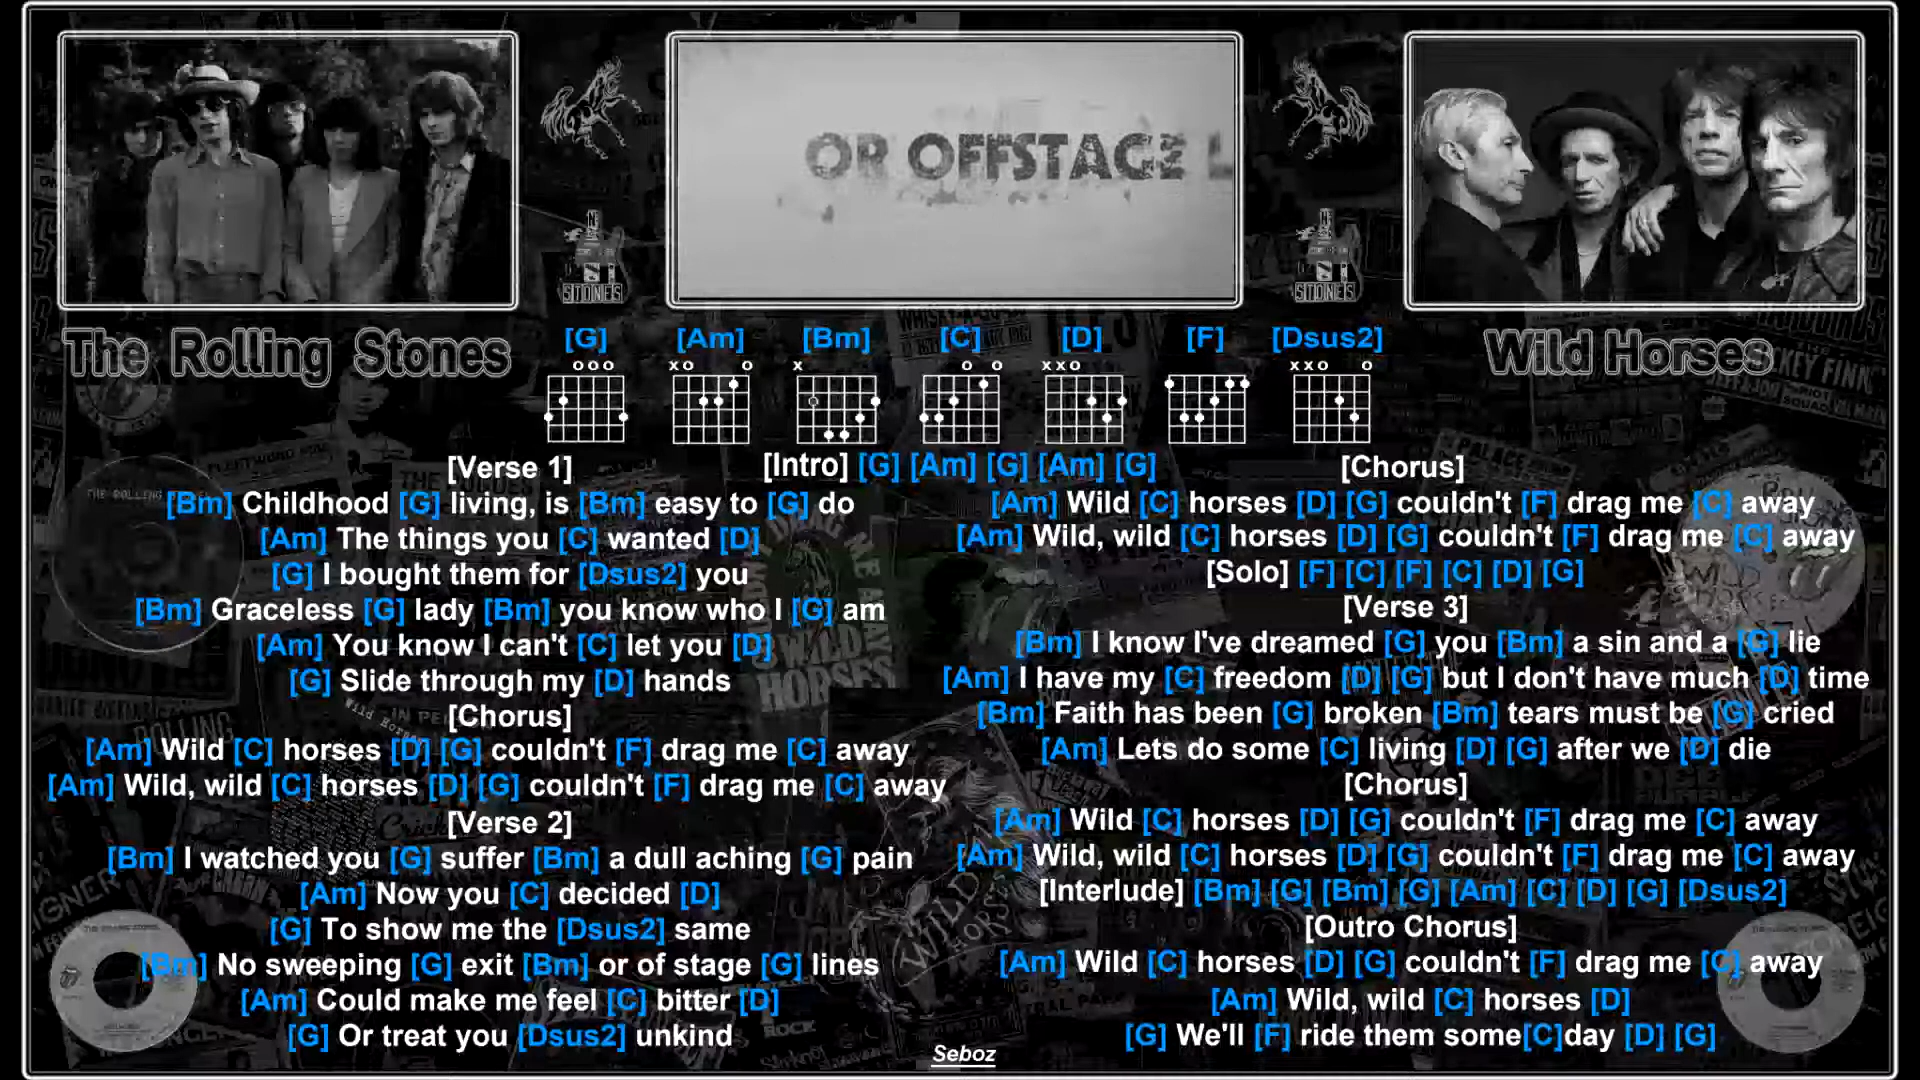 OR OFFSTAGE L
The Rolling Stones
[G] [Am] [Bm] [C] [D] [F] [Dsus2]
Wild Horses
[Intro] [G] [Am] [G] [Am] [G]
[Verse 1]
[Bm] Childhood [G] living, is [Bm] easy to [G] do
[Am] The things you [C] wanted [D]
[G] I bought them for [Dsus2] you
[Bm] Graceless [G] lady [Bm] you know who I [G] am
[Am] You know I can't [C] let you [D]
[G] Slide through my [D] hands
[Chorus]
[Am] Wild [C] horses [D] [G] couldn't [F] drag me [C] away
[Am] Wild, wild [C] horses [D] [G] couldn't [F] drag me [C] away
[Verse 2]
[Bm] I watched you [G] suffer [Bm] a dull aching [G] pain
[Am] Now you [C] decided [D]
[G] To show me the [Dsus2] same
[Bm] No sweeping [G] exit [Bm] or of stage [G] lines
[Am] Could make me feel [C] bitter [D]
[G] Or treat you [Dsus2] unkind
[Chorus]
[Am] Wild [C] horses [D] [G] couldn't [F] drag me [C] away
[Am] Wild, wild [C] horses [D] [G] couldn't [F] drag me [C] away
[Solo] [F] [C] [F] [C] [D] [G]
[Verse 3]
[Bm] I know I've dreamed [G] you [Bm] a sin and a [G] lie
[Am] I have my [C] freedom [D] [G] but I don't have much [D] time
[Bm] Faith has been [G] broken [Bm] tears must be [G] cried
[Am] Lets do some [C] living [D] [G] after we [D] die
[Chorus]
[Am] Wild [C] horses [D] [G] couldn't [F] drag me [C] away
[Am] Wild, wild [C] horses [D] [G] couldn't [F] drag me [C] away
[Interlude] [Bm] [G] [Bm] [G] [Am] [C] [D] [G] [Dsus2]
[Outro Chorus]
[Am] Wild [C] horses [D] [G] couldn't [F] drag me [C] away
[Am] Wild, wild [C] horses [D]
[G] We'll [F] ride them some[C]day [D] [G]
Seboz